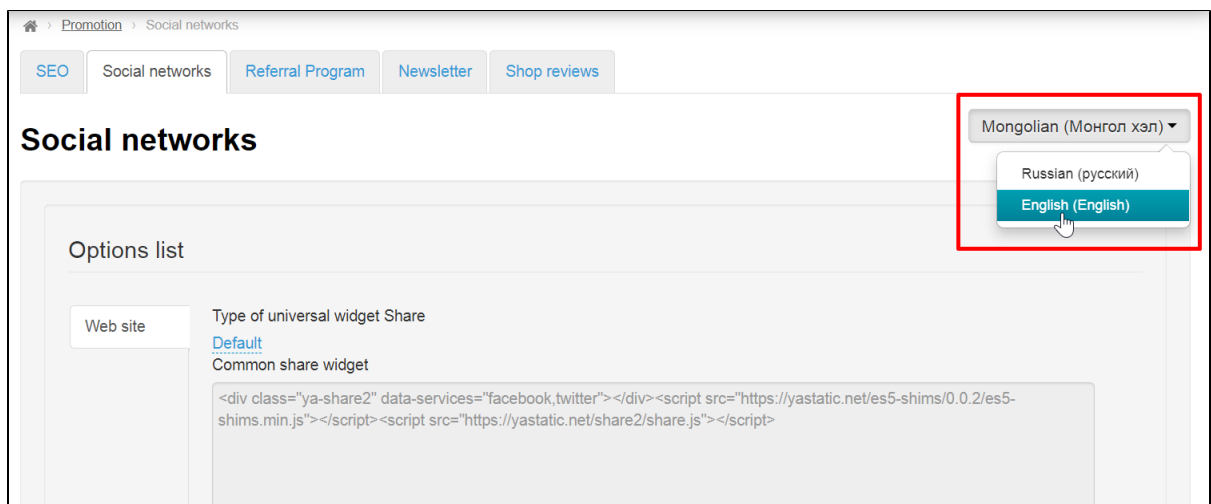 Promotion › Social networks
SEO Social networks Referral Program Newsletter Shop reviews
Social networks
Mongolian (Монгол хэл)
Russian (русский)
English (English)
Options list
Web site
Type of universal widget Share
Default
Common share widget
<div class="ya-share2" data-services="facebook,twitter"></div><script src="https://yastatic.net/es5-shims/0.0.2/es5-
shims.min.js"></script><script src="https://yastatic.net/share2/share.js"></script>